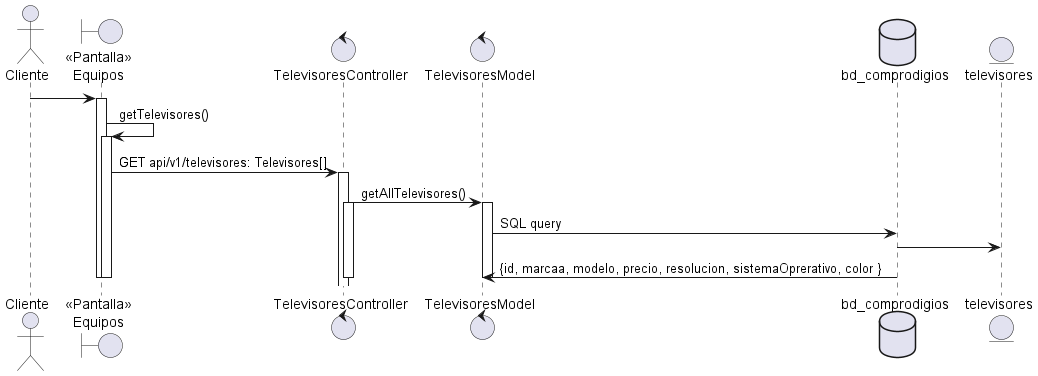 Cliente
«Pantalla»
Equipos
TelevisoresController
TelevisoresModel
bd_comprodigios
televisores
getTelevisores()
GET api/v1/televisores: Televisores[]
getAllTelevisores()
SQL query
{id, marcaa, modelo, precio, resolucion, sistemaOprerativo, color }
Cliente
«Pantalla»
Equipos
TelevisoresController
TelevisoresModel
bd_comprodigios
televisores